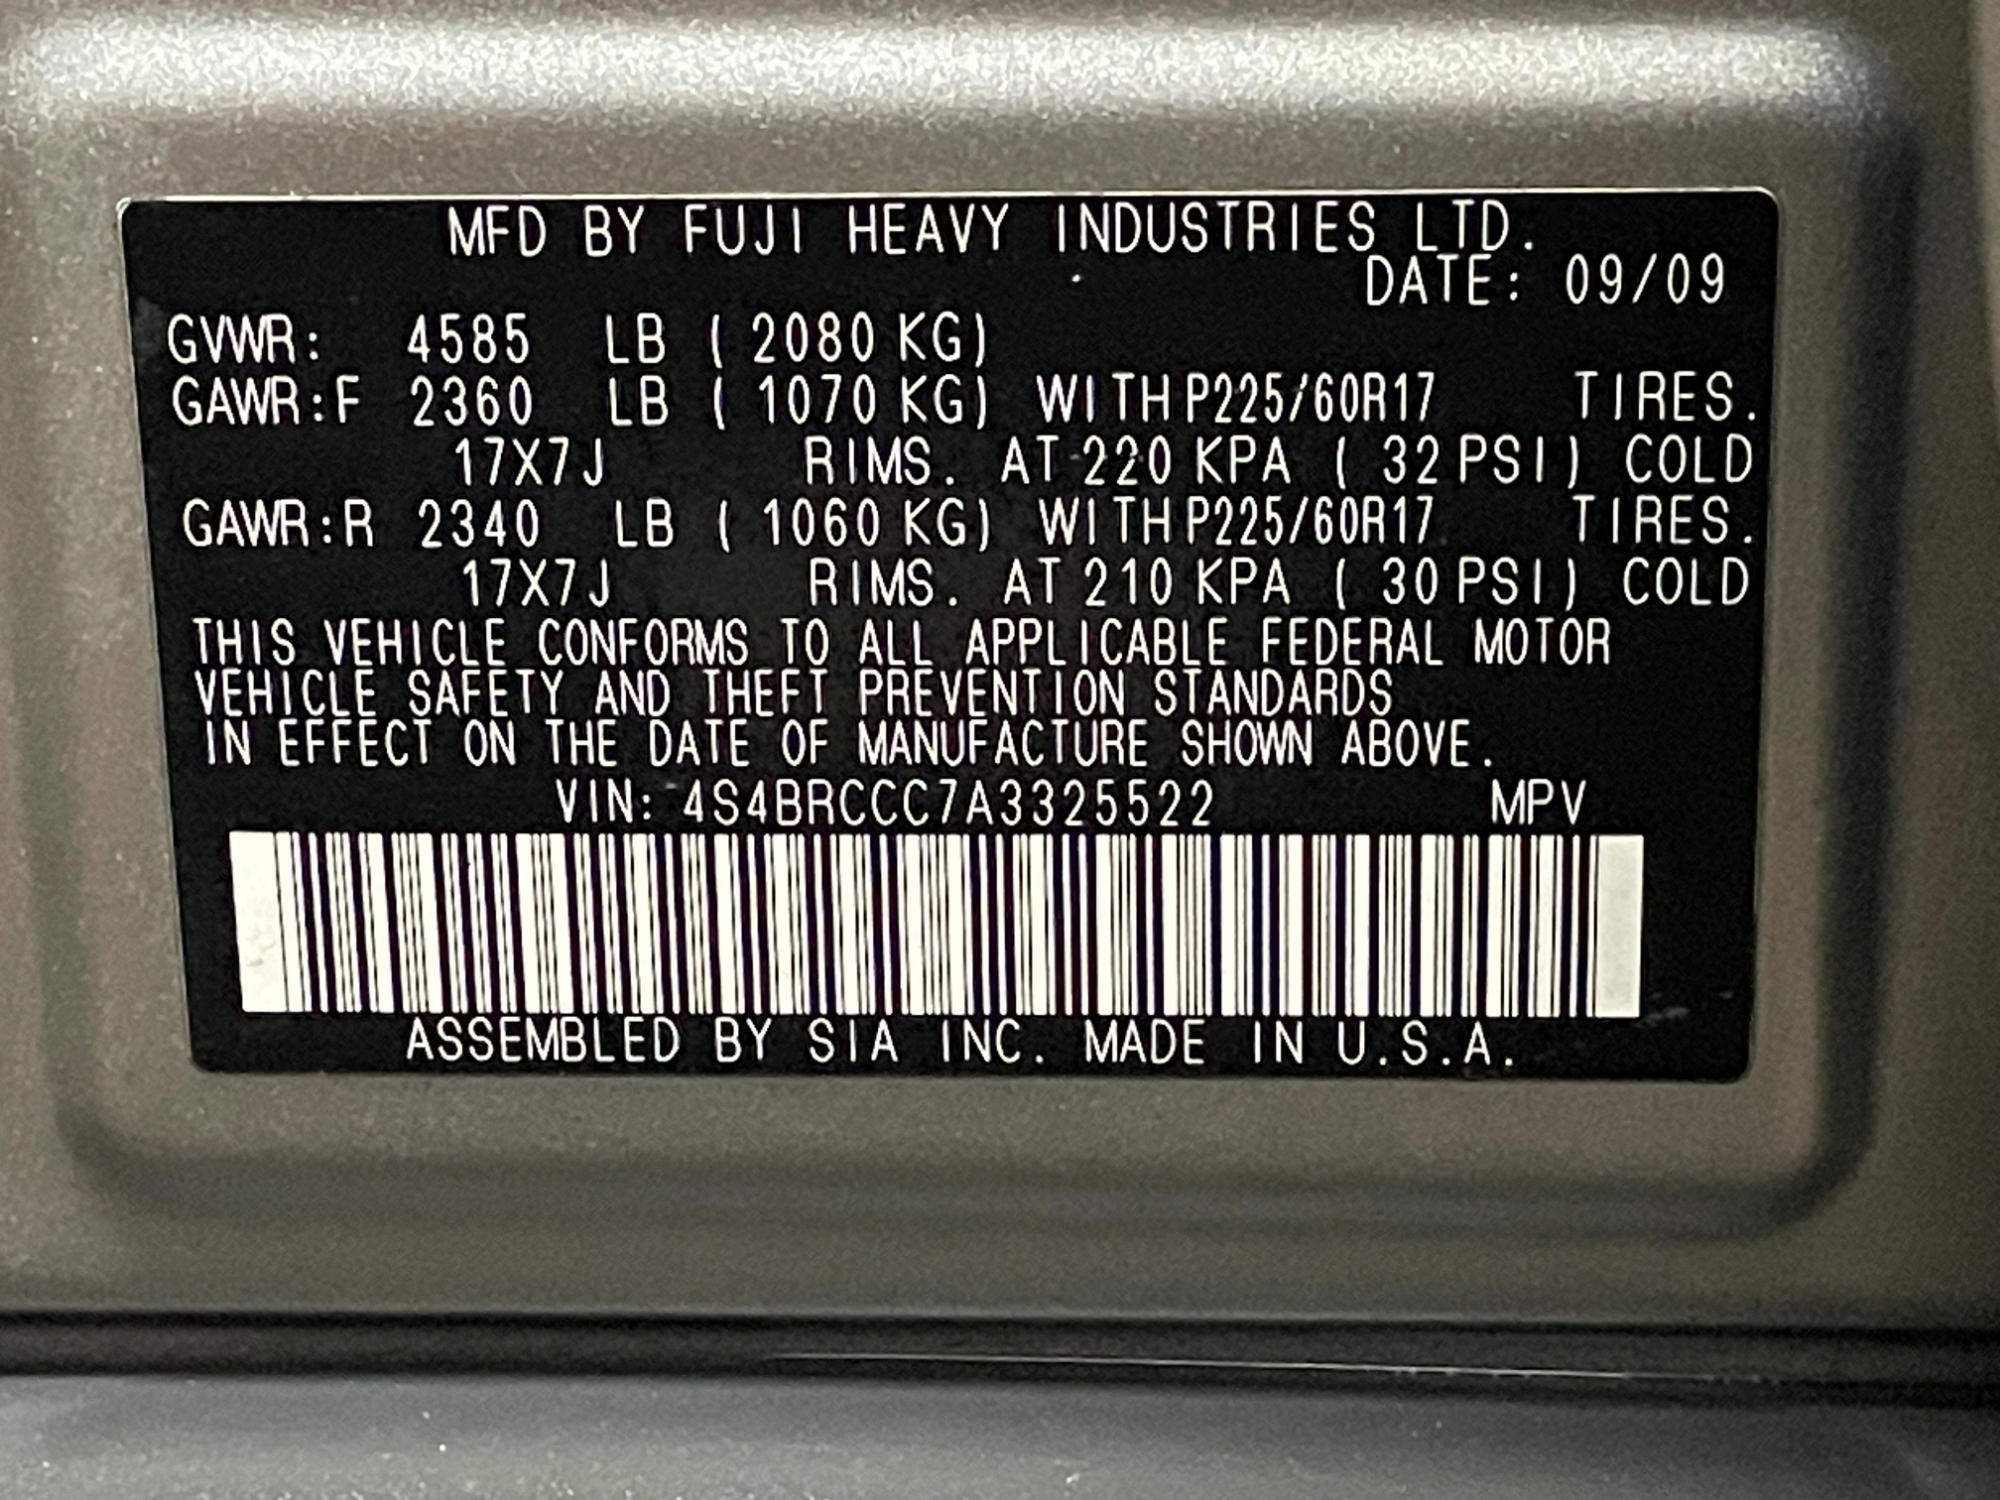 MFD BY FUJI HEAVY INDUSTRIES LTD.
DATE: 09/09
GVWR: 4585 LB ( 2080 KG)
GAWR:F 2360 LB ( 1070 KG) WITH P225/60R17 TIRES.
17X7J RIMS. AT 220 KPA ( 32 PSI) COLD
GAWR:R 2340 LB ( 1060 KG) WITH P225/60R17 TIRES.
17X7J RIMS. AT 210 KPA ( 30 PSI) COLD
THIS VEHICLE CONFORMS TO ALL APPLICABLE FEDERAL MOTOR
VEHICLE SAFETY AND THEFT PREVENTION STANDARDS
IN EFFECT ON THE DATE OF MANUFACTURE SHOWN ABOVE.
VIN: 4S4BRCCC7A3325522 MPV
ASSEMBLED BY SIA INC. MADE IN U.S.A.